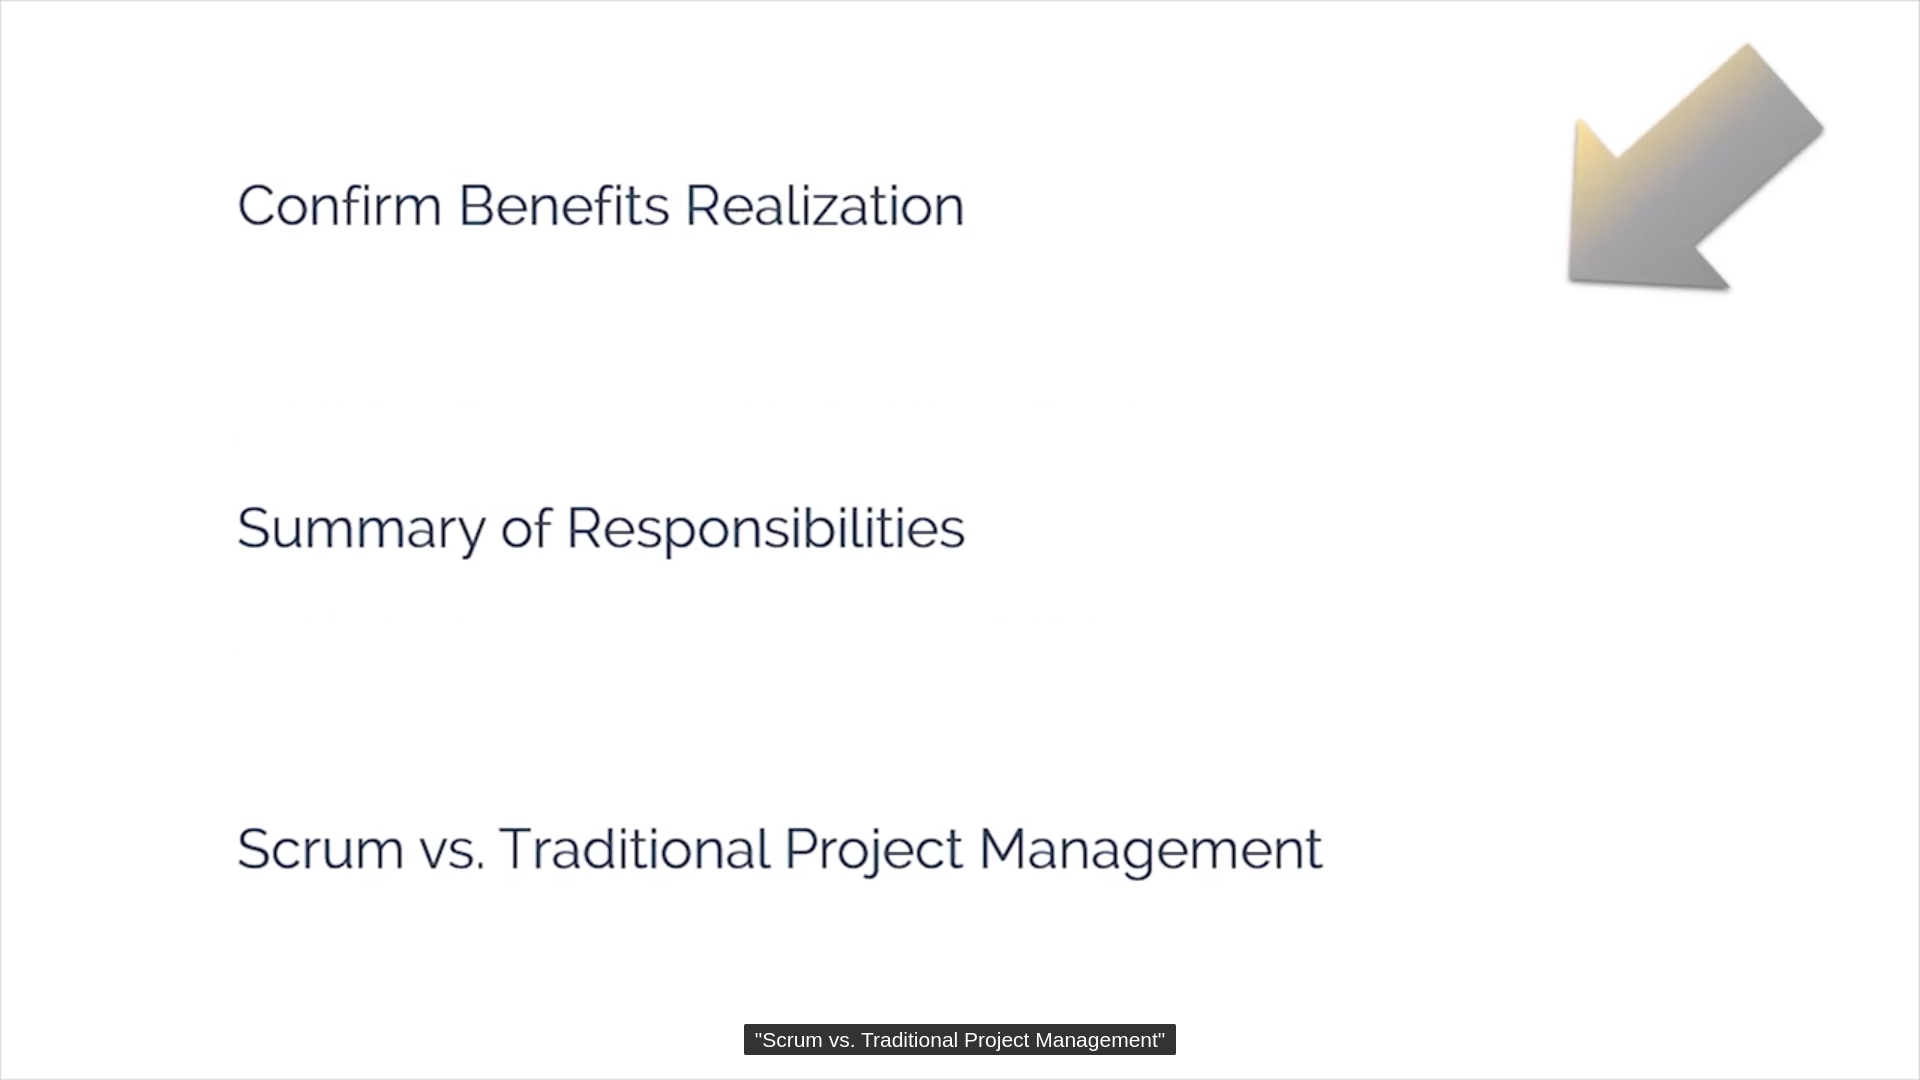 Confirm Benefits Realization
Summary of Responsibilities
Scrum vs. Traditional Project Management
"Scrum vs. Traditional Project Management"